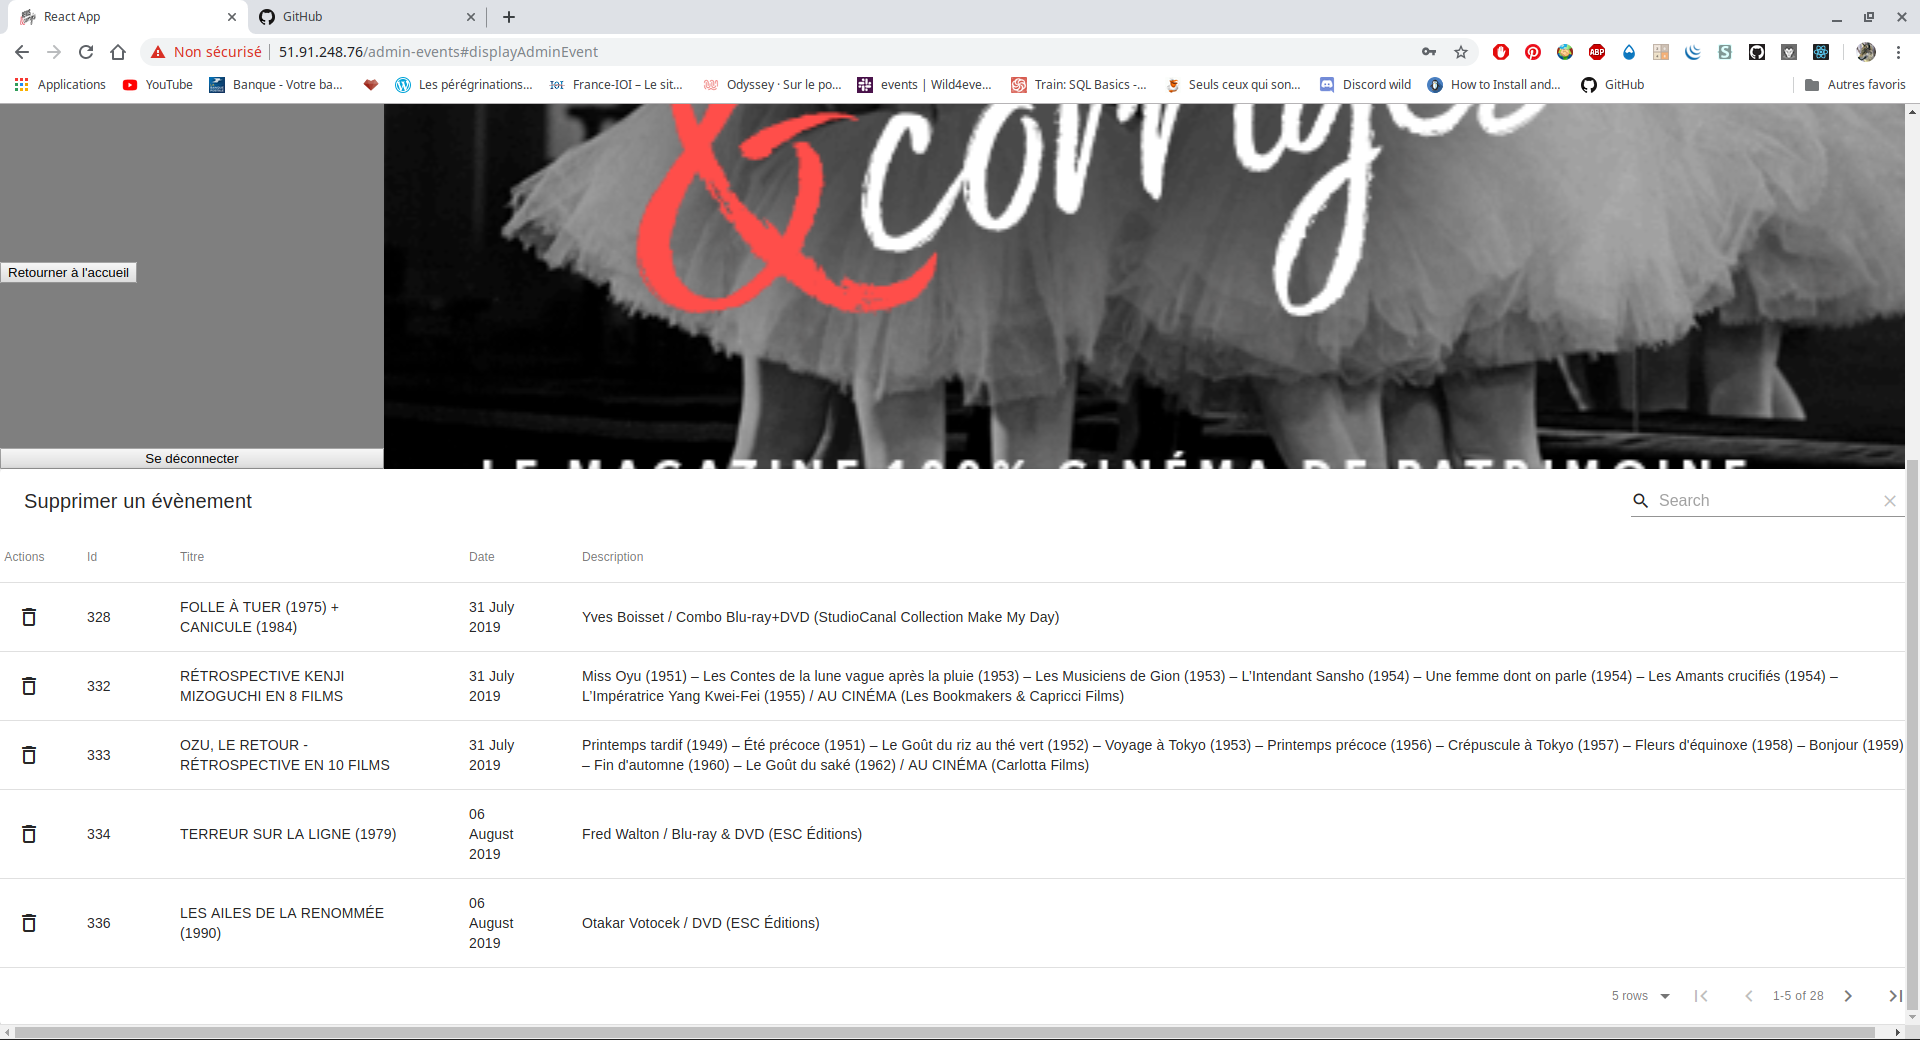 React App
GitHub
Non sécurisé
51.91.248.76/admin-events#displayAdminEvent
ABP
Applications
YouTube
Banque - Votre ba...
Les pérégrinations...
France-IOI – Le sit...
Odyssey · Sur le po...
events | Wild4eve...
Train: SQL Basics -...
Seuls ceux qui son...
Discord wild
How to Install and...
GitHub
Autres favoris
&corrigés
Retourner à l'accueil
Se déconnecter
LE MAGAZINE 100% CINÉMA DE PATRIMOINE
Supprimer un évènement
Search
Actions Id Titre Date Description
328
FOLLE À TUER (1975) +
CANICULE (1984)
31 July
2019
Yves Boisset / Combo Blu-ray+DVD (StudioCanal Collection Make My Day)
332
RÉTROSPECTIVE KENJI
MIZOGUCHI EN 8 FILMS
31 July
2019
Miss Oyu (1951) – Les Contes de la lune vague après la pluie (1953) – Les Musiciens de Gion (1953) – L'Intendant Sansho (1954) – Une femme dont on parle (1954) – Les Amants crucifiés (1954) –
L'Impératrice Yang Kwei-Fei (1955) / AU CINÉMA (Les Bookmakers & Capricci Films)
333
OZU, LE RETOUR -
RÉTROSPECTIVE EN 10 FILMS
31 July
2019
Printemps tardif (1949) – Été précoce (1951) – Le Goût du riz au thé vert (1952) – Voyage à Tokyo (1953) – Printemps précoce (1956) – Crépuscule à Tokyo (1957) – Fleurs d'équinoxe (1958) – Bonjour (1959)
– Fin d'automne (1960) – Le Goût du saké (1962) / AU CINÉMA (Carlotta Films)
334
TERREUR SUR LA LIGNE (1979)
06
August
2019
Fred Walton / Blu-ray & DVD (ESC Éditions)
336
LES AILES DE LA RENOMMÉE
(1990)
06
August
2019
Otakar Votocek / DVD (ESC Éditions)
5 rows
1-5 of 28